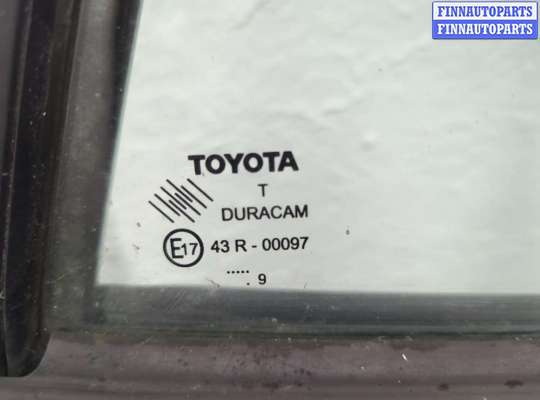 FINNAUTOPARTS
FINNAUTOPARTS
TOYOTA
T
DURACAM
E17 43 R - 00097
.....
. 9